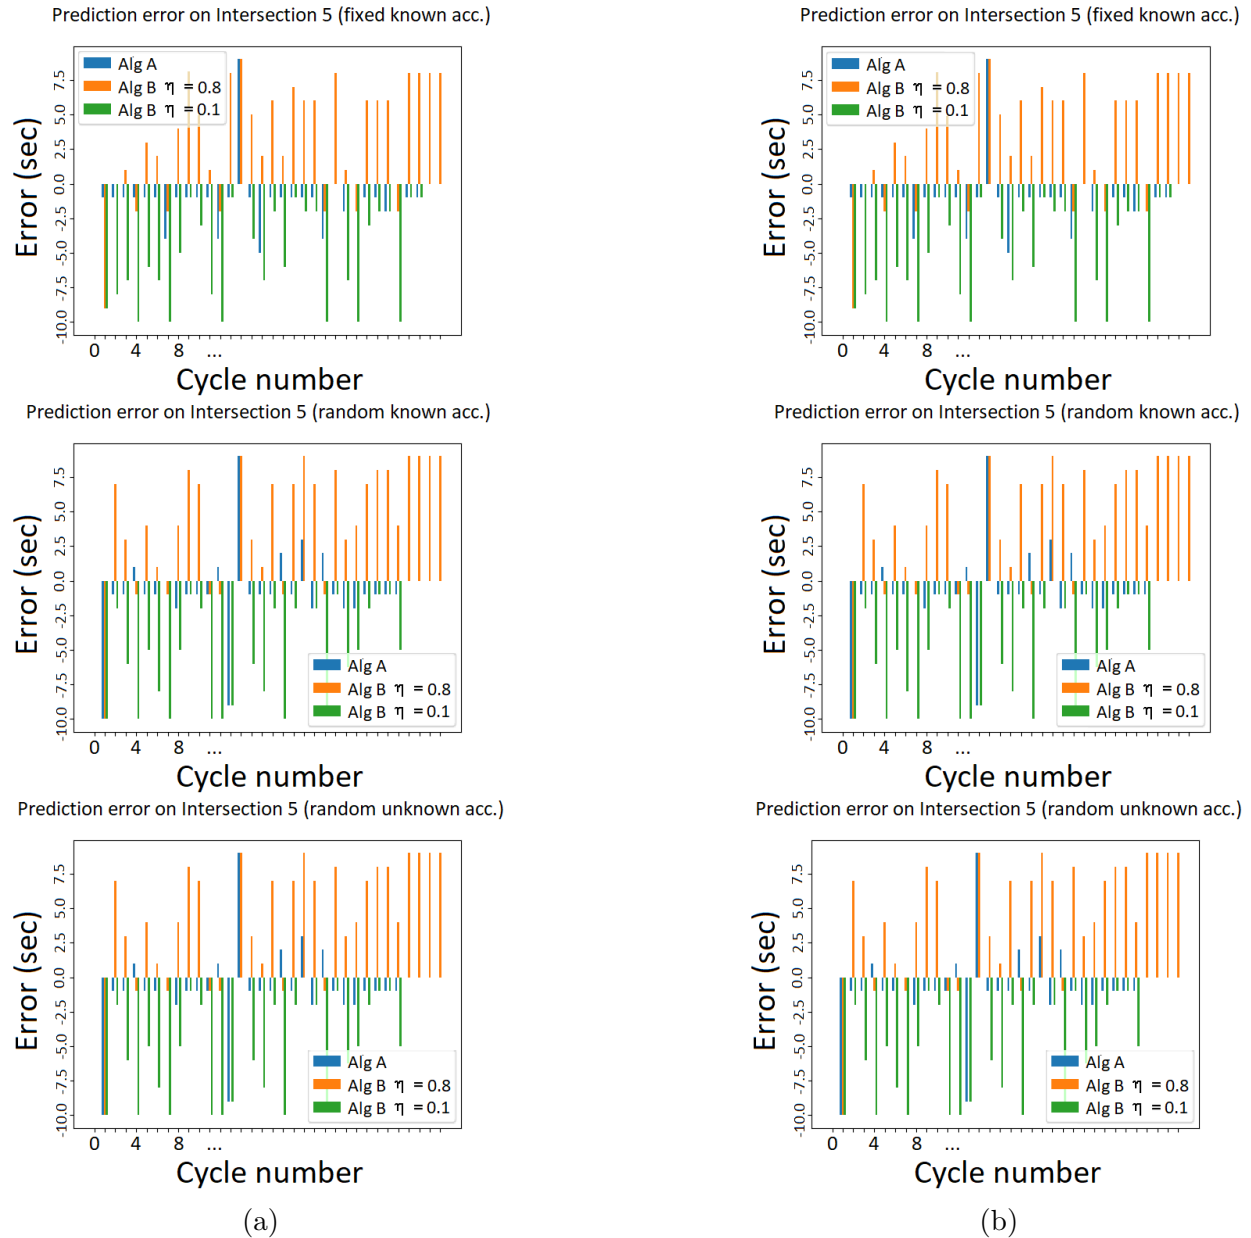 Prediction error on Intersection 5 (fixed known acc.)
Alg A
Alg B η = 0.8
Alg B η = 0.1
Error (sec)
7.5
5.0
2.5
0.0
-2.5
-5.0
-7.5
-10.0
0 4 8 ...
Cycle number
Prediction error on Intersection 5 (random known acc.)
Error (sec)
7.5
5.0
2.5
0.0
-2.5
-5.0
-7.5
-10.0
Alg A
Alg B η = 0.8
Alg B η = 0.1
0 4 8 ...
Cycle number
Prediction error on Intersection 5 (random unknown acc.)
Error (sec)
7.5
5.0
2.5
0.0
-2.5
-5.0
-7.5
-10.0
Alg A
Alg B η = 0.8
Alg B η = 0.1
0 4 8 ...
Cycle number
(a)
Prediction error on Intersection 5 (fixed known acc.)
Alg A
Alg B η = 0.8
Alg B η = 0.1
Error (sec)
7.5
5.0
2.5
0.0
-2.5
-5.0
-7.5
-10.0
0 4 8 ...
Cycle number
Prediction error on Intersection 5 (random known acc.)
Error (sec)
7.5
5.0
2.5
0.0
-2.5
-5.0
-7.5
-10.0
Alg A
Alg B η = 0.8
Alg B η = 0.1
0 4 8 ...
Cycle number
Prediction error on Intersection 5 (random unknown acc.)
Error (sec)
7.5
5.0
2.5
0.0
-2.5
-5.0
-7.5
-10.0
Alg A
Alg B η = 0.8
Alg B η = 0.1
0 4 8 ...
Cycle number
(b)